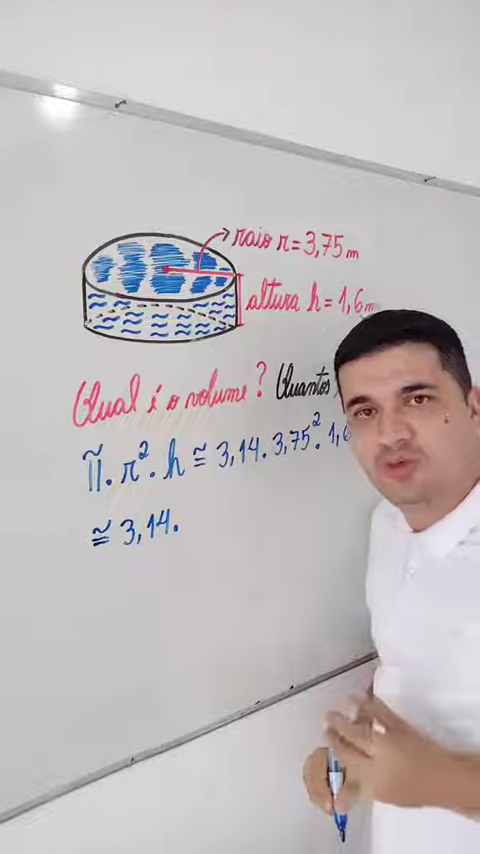 raio r = 3,75 m
altura h = 1,6 m
Qual é o volume? Quantos
π . r² . h ≅ 3,14 . 3,75² . 1,6
≅ 3,14 .